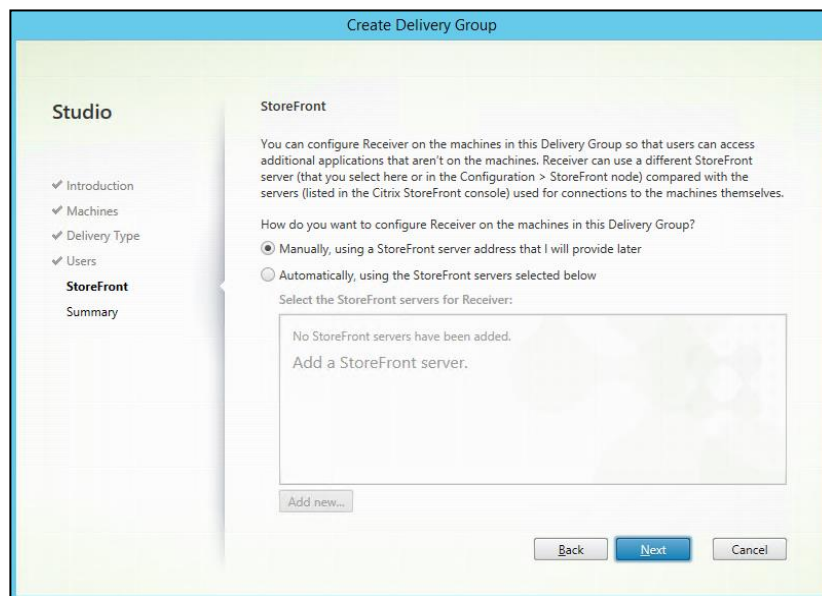 Create Delivery Group
Studio
✔ Introduction
✔ Machines
✔ Delivery Type
✔ Users
StoreFront
Summary
StoreFront
You can configure Receiver on the machines in this Delivery Group so that users can access
additional applications that aren't on the machines. Receiver can use a different StoreFront
server (that you select here or in the Configuration > StoreFront node) compared with the
servers (listed in the Citrix StoreFront console) used for connections to the machines themselves.
How do you want to configure Receiver on the machines in this Delivery Group?
Manually, using a StoreFront server address that I will provide later
Automatically, using the StoreFront servers selected below
Select the StoreFront servers for Receiver:
No StoreFront servers have been added.
Add a StoreFront server.
Add new...
Back
Next
Cancel